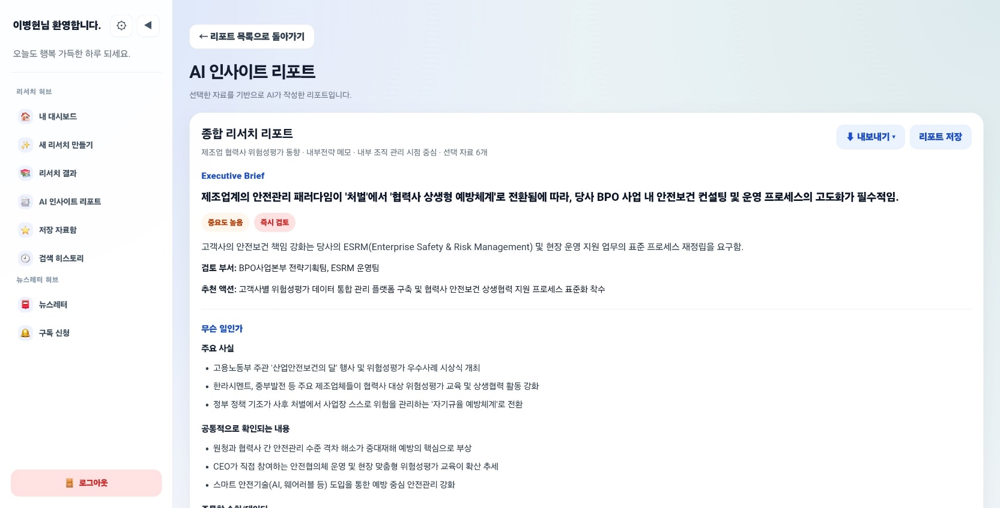 이병헌님 환영합니다.
오늘도 행복 가득한 하루 되세요.
리서치 허브
내 대시보드
새 리서치 만들기
리서치 결과
AI 인사이트 리포트
저장 자료함
검색 히스토리
뉴스레터 허브
뉴스레터
구독 신청
로그아웃
← 리포트 목록으로 돌아가기
AI 인사이트 리포트
선택한 자료를 기반으로 AI가 작성한 리포트입니다.
종합 리서치 리포트
제조업 협력사 위험성평가 동향 · 내부전략 메모 · 내부 조직 관리 시점 중심 · 선택 자료 6개
⬇ 내보내기 ▾
리포트 저장
Executive Brief
제조업계의 안전관리 패러다임이 '처벌'에서 '협력사 상생형 예방체계'로 전환됨에 따라, 당사 BPO 사업 내 안전보건 컨설팅 및 운영 프로세스의 고도화가 필수적임.
중요도 높음
즉시 검토
고객사의 안전보건 책임 강화는 당사의 ESRM(Enterprise Safety & Risk Management) 및 현장 운영 지원 업무의 표준 프로세스 재정립을 요구함.
검토 부서: BPO사업본부 전략기획팀, ESRM 운영팀
추천 액션: 고객사별 위험성평가 데이터 통합 관리 플랫폼 구축 및 협력사 안전보건 상생협력 지원 프로세스 표준화 착수
무슨 일인가
주요 사실
• 고용노동부 주관 '산업안전보건의 달' 행사 및 위험성평가 우수사례 시상식 개최
• 한라시멘트, 중부발전 등 주요 제조업체들이 협력사 대상 위험성평가 교육 및 상생협력 활동 강화
• 정부 정책 기조가 사후 처벌에서 사업장 스스로 위험을 관리하는 '자기규율 예방체계'로 전환
공통적으로 확인되는 내용
• 원청과 협력사 간 안전관리 수준 격차 해소가 중대재해 예방의 핵심으로 부상
• CEO가 직접 참여하는 안전협의체 운영 및 현장 맞춤형 위험성평가 교육이 확산 추세
• 스마트 안전기술(AI, 웨어러블 등) 도입을 통한 예방 중심 안전관리 강화